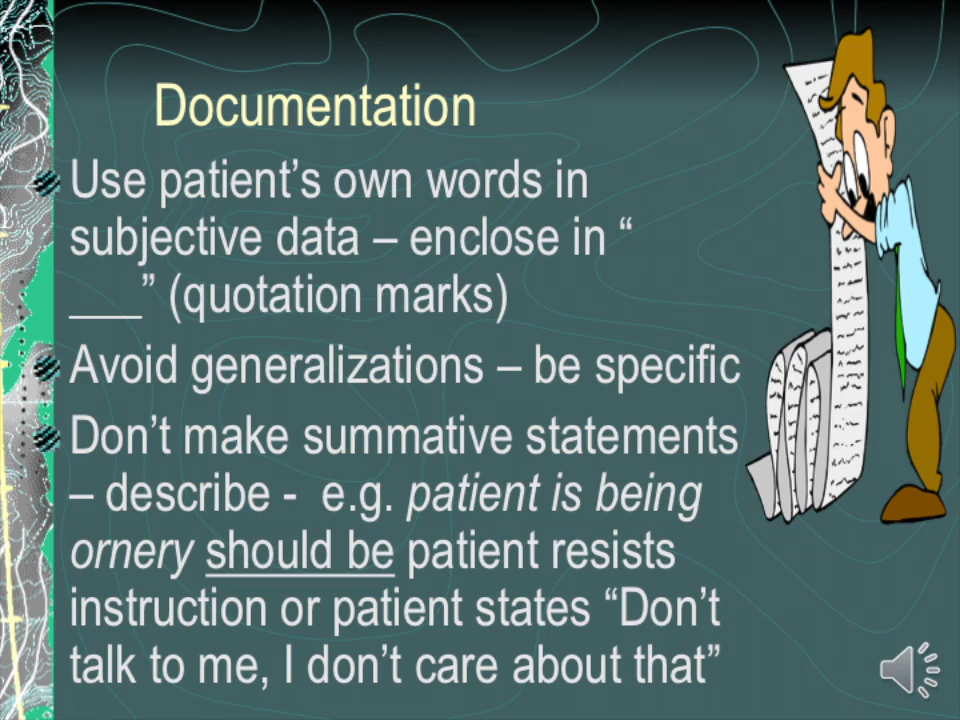 Documentation
Use patient’s own words in
subjective data – enclose in “
___” (quotation marks)
Avoid generalizations – be specific
Don’t make summative statements
– describe - e.g. patient is being
ornery should be patient resists
instruction or patient states “Don’t
talk to me, I don’t care about that”